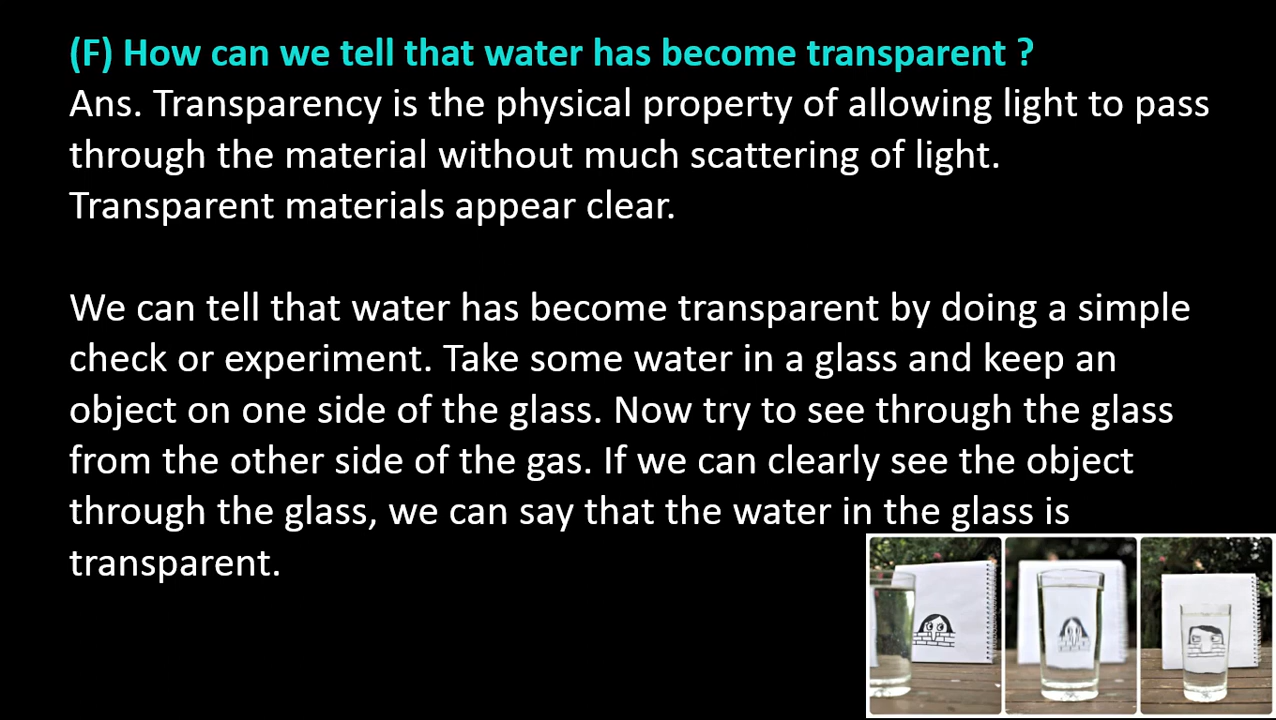 (F) How can we tell that water has become transparent ?
Ans. Transparency is the physical property of allowing light to pass
through the material without much scattering of light.
Transparent materials appear clear.
We can tell that water has become transparent by doing a simple
check or experiment. Take some water in a glass and keep an
object on one side of the glass. Now try to see through the glass
from the other side of the gas. If we can clearly see the object
through the glass, we can say that the water in the glass is
transparent.